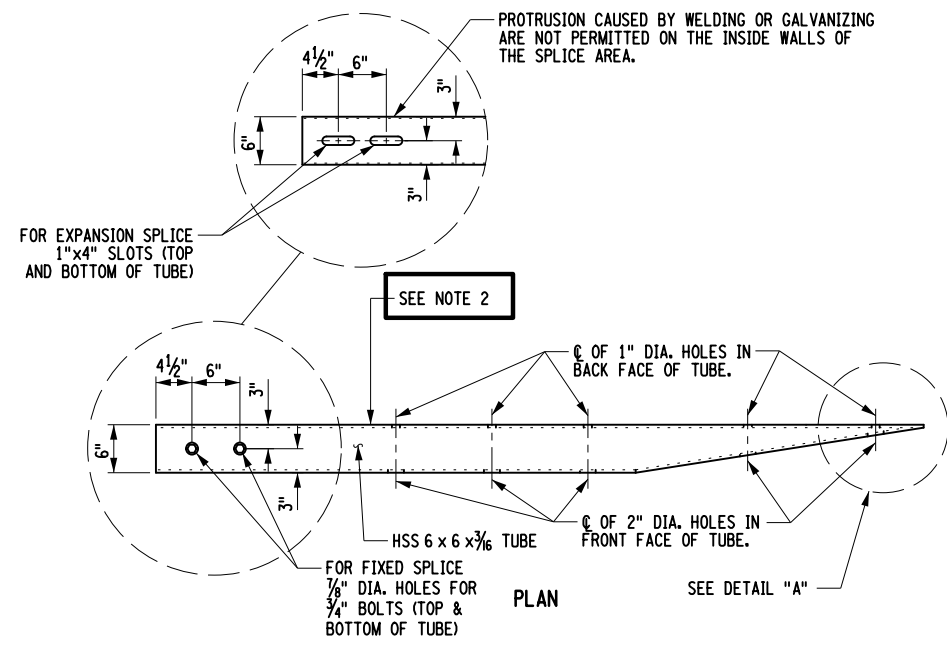 PROTRUSION CAUSED BY WELDING OR GALVANIZING
ARE NOT PERMITTED ON THE INSIDE WALLS OF
THE SPLICE AREA.
4½" 6"
3"
6"
3"
FOR EXPANSION SPLICE
1"x4" SLOTS (TOP
AND BOTTOM OF TUBE)
SEE NOTE 2
4½" 6"
3"
6"
3"
℄ OF 1" DIA. HOLES IN
BACK FACE OF TUBE.
℄ OF 2" DIA. HOLES IN
FRONT FACE OF TUBE.
HSS 6 x 6 x³⁄₁₆ TUBE
FOR FIXED SPLICE
⅞" DIA. HOLES FOR
¾" BOLTS (TOP &
BOTTOM OF TUBE)
PLAN
SEE DETAIL "A"